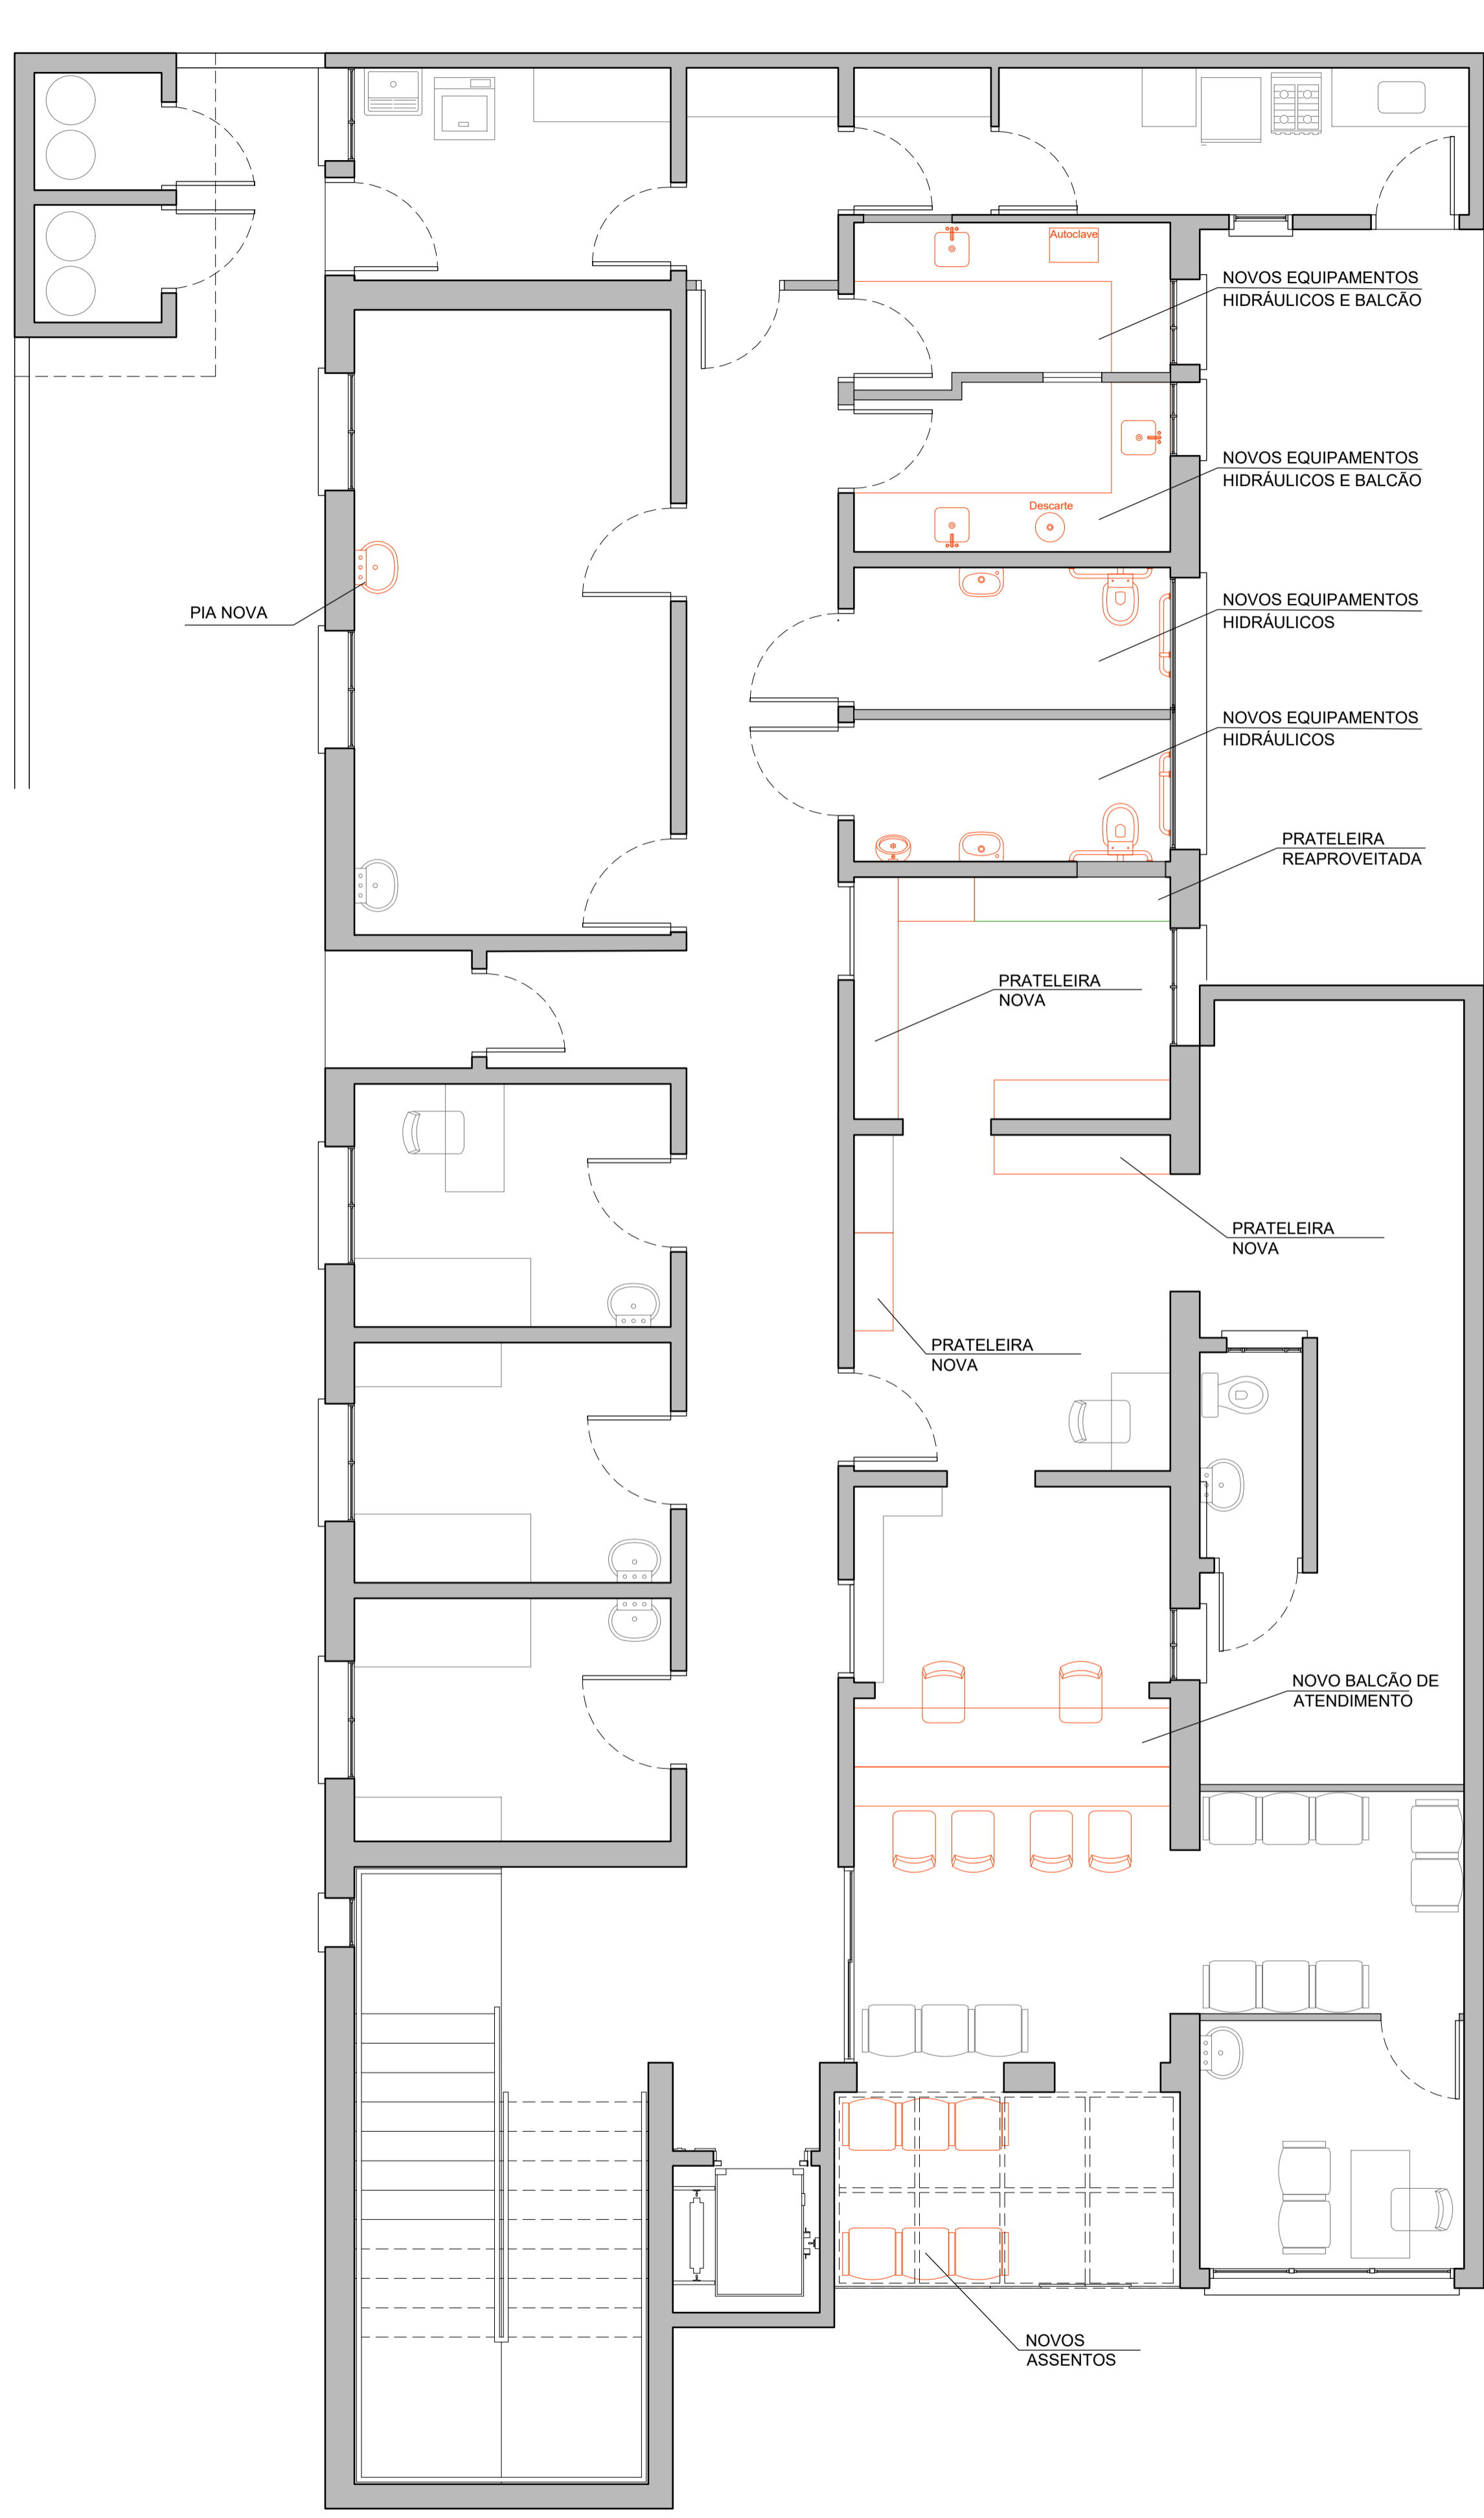 Autoclave
NOVOS EQUIPAMENTOS
HIDRÁULICOS E BALCÃO
NOVOS EQUIPAMENTOS
HIDRÁULICOS E BALCÃO
Descarte
PIA NOVA
NOVOS EQUIPAMENTOS
HIDRÁULICOS
NOVOS EQUIPAMENTOS
HIDRÁULICOS
PRATELEIRA
REAPROVEITADA
PRATELEIRA
NOVA
PRATELEIRA
NOVA
PRATELEIRA
NOVA
NOVO BALCÃO DE
ATENDIMENTO
NOVOS
ASSENTOS